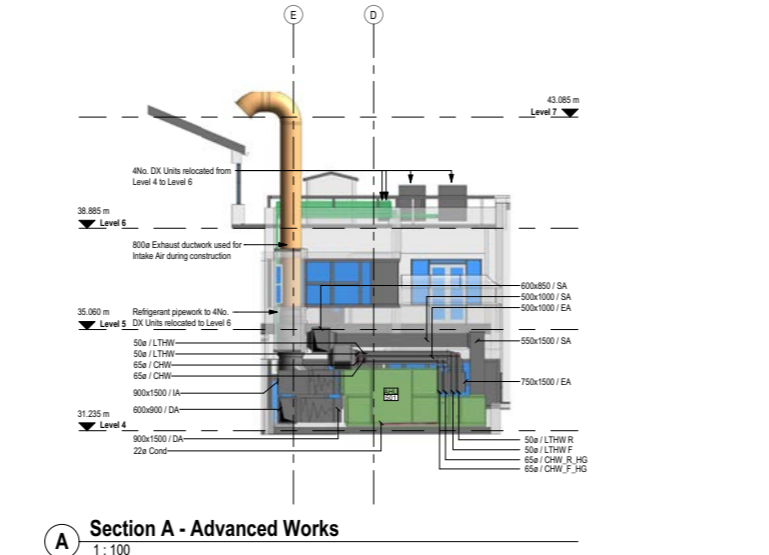 E
D
43.085 m
Level 7
4No. DX Units relocated from
Level 4 to Level 6
38.885 m
Level 6
800ø Exhaust ductwork used for
Intake Air during construction
600x850 / SA
500x1000 / SA
500x1000 / EA
35.060 m
Level 5
Refrigerant pipework to 4No.
DX Units relocated to Level 6
550x1500 / SA
50ø / LTHW
50ø / LTHW
65ø / CHW
65ø / CHW
750x1500 / EA
900x1500 / IA
600x900 / DA
31.235 m
Level 4
900x1500 / DA
22ø Cond
50ø / LTHW R
50ø / LTHW F
65ø / CHW_R_HG
65ø / CHW_F_HG
A
Section A - Advanced Works
1 : 100